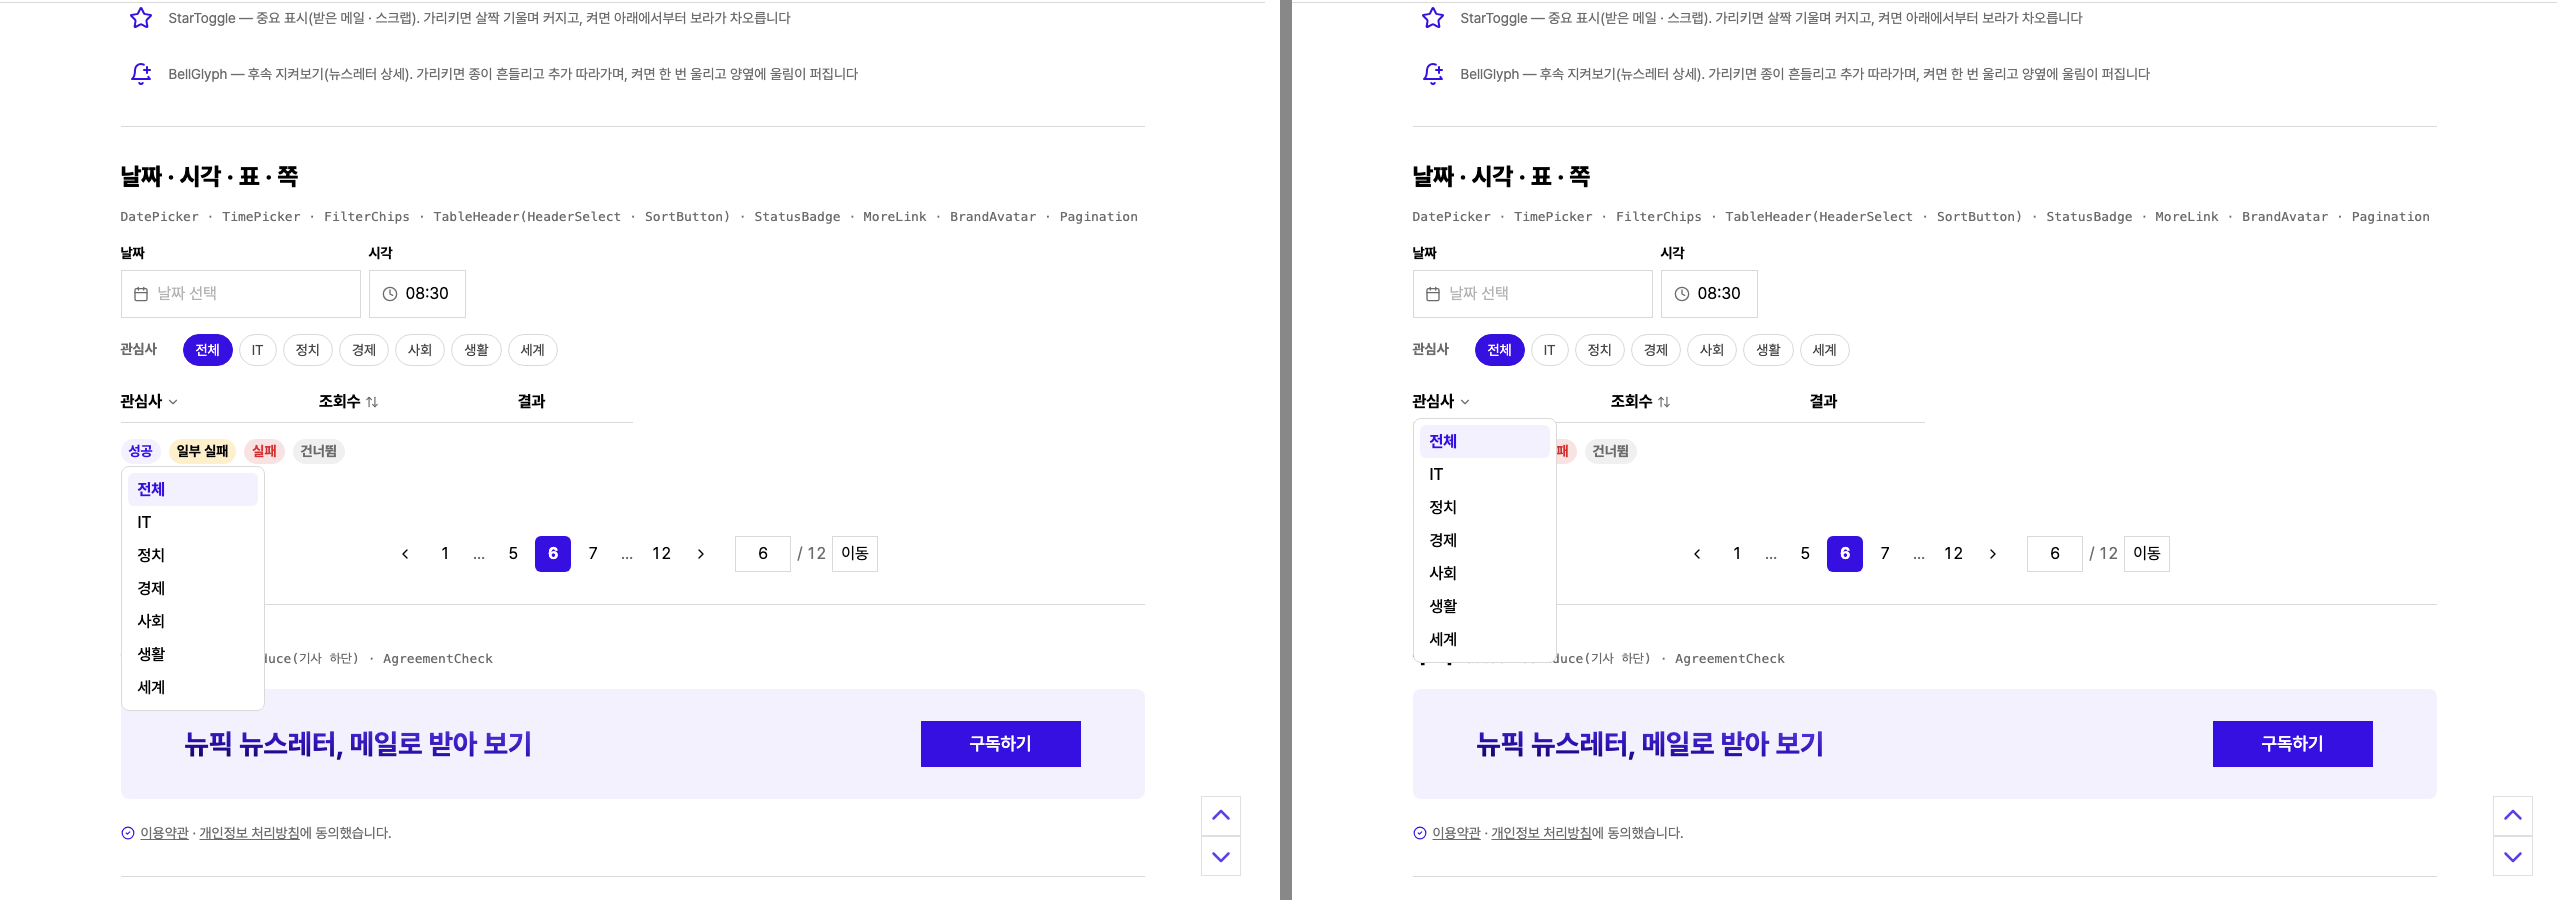 StarToggle — 중요 표시(받은 메일 · 스크랩). 가리키면 살짝 기울며 커지고, 켜면 아래에서부터 보라가 차오릅니다
BellGlyph — 후속 지켜보기(뉴스레터 상세). 가리키면 종이 흔들리고 추가 따라가며, 켜면 한 번 울리고 양옆에 울림이 퍼집니다
날짜 · 시각 · 표 · 쪽
DatePicker · TimePicker · FilterChips · TableHeader(HeaderSelect · SortButton) · StatusBadge · MoreLink · BrandAvatar · Pagination
날짜 시각
날짜 선택 08:30
관심사 전체 IT 정치 경제 사회 생활 세계
관심사 조회수 결과
성공 일부 실패 실패 건너뜀
전체
IT
정치
경제
사회
생활
세계
1 ... 5 6 7 ... 12 6 / 12 이동
duce(기사 하단) · AgreementCheck
뉴픽 뉴스레터, 메일로 받아 보기 구독하기
이용약관 · 개인정보 처리방침에 동의했습니다.
StarToggle — 중요 표시(받은 메일 · 스크랩). 가리키면 살짝 기울며 커지고, 켜면 아래에서부터 보라가 차오릅니다
BellGlyph — 후속 지켜보기(뉴스레터 상세). 가리키면 종이 흔들리고 추가 따라가며, 켜면 한 번 울리고 양옆에 울림이 퍼집니다
날짜 · 시각 · 표 · 쪽
DatePicker · TimePicker · FilterChips · TableHeader(HeaderSelect · SortButton) · StatusBadge · MoreLink · BrandAvatar · Pagination
날짜 시각
날짜 선택 08:30
관심사 전체 IT 정치 경제 사회 생활 세계
관심사 조회수 결과
전체
IT
정치
경제
사회
생활
세계
패 건너뜀
1 ... 5 6 7 ... 12 6 / 12 이동
duce(기사 하단) · AgreementCheck
뉴픽 뉴스레터, 메일로 받아 보기 구독하기
이용약관 · 개인정보 처리방침에 동의했습니다.